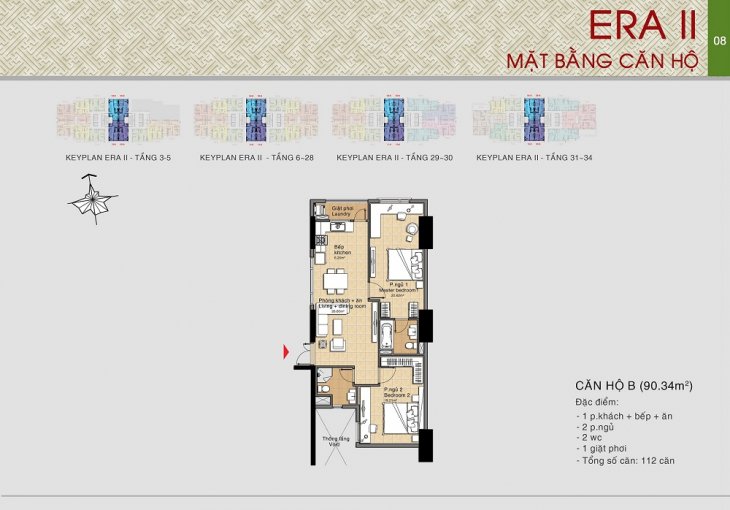 ERA II
MẶT BẰNG CĂN HỘ
08
KEYPLAN ERA II - TẦNG 3-5
KEYPLAN ERA II - TẦNG 6-28
KEYPLAN ERA II - TẦNG 29-30
KEYPLAN ERA II - TẦNG 31-34
Giặt phơi
Laundry
Bếp
kitchen
P.ngủ 1
Master bedroom1
Phòng khách + ăn
Living + dining room
P.ngủ 2
Bedroom 2
Thông tầng
Void
CĂN HỘ B (90.34m²)
Đặc điểm:
- 1 p.khách + bếp + ăn
- 2 p.ngủ
- 2 wc
- 1 giặt phơi
- Tổng số căn: 112 căn